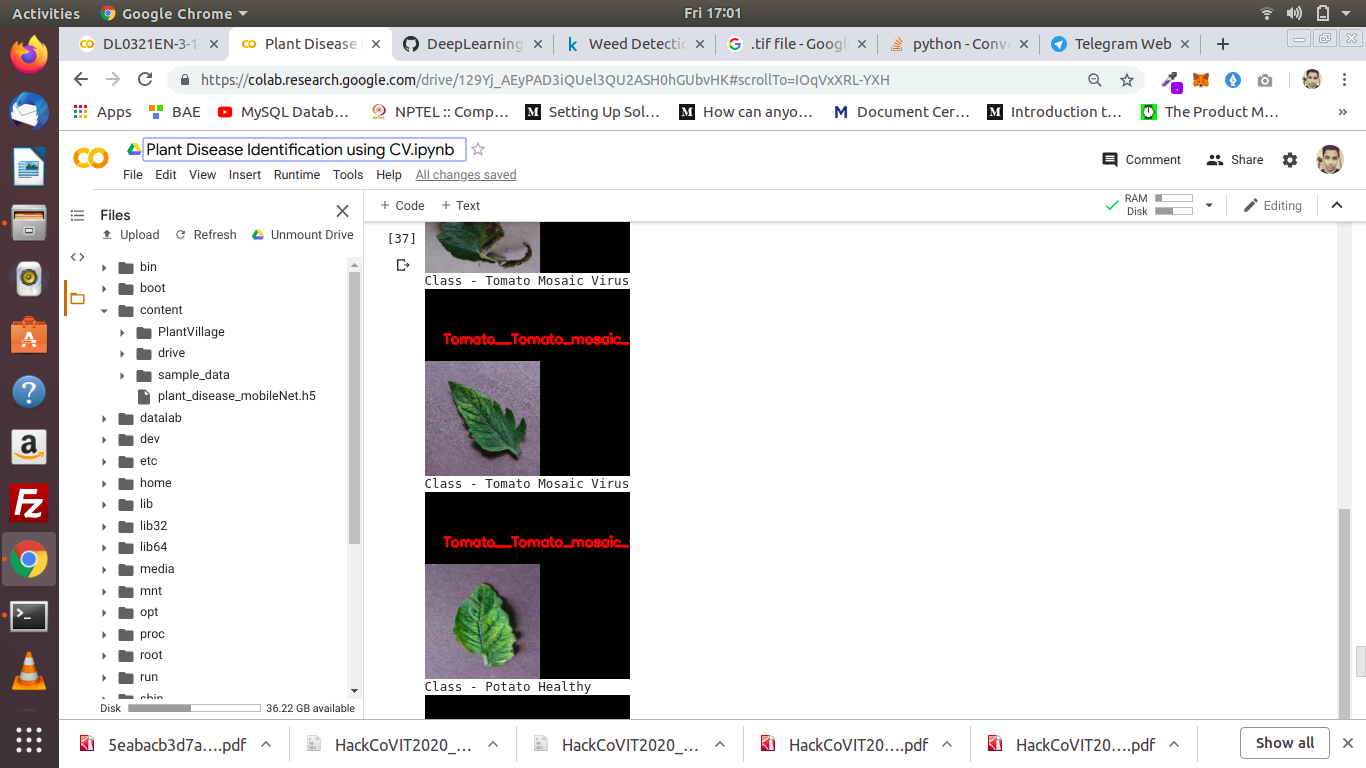 Activities Google Chrome Fri 17:01
DL0321EN-3-1 Plant Disease DeepLearning Weed Detectic .tif file - Google python - Conv Telegram Web
https://colab.research.google.com/drive/129Yj_AEyPAD3iQUel3QU2ASH0hGUbvHK#scrollTo=IOqVxXRL-YXH
Apps BAE MySQL Datab… NPTEL :: Comp… Setting Up Sol… How can anyo… Document Cer… Introduction t… The Product M… »
Plant Disease Identification using CV.ipynb
File Edit View Insert Runtime Tools Help All changes saved
Comment Share
Files
Upload Refresh Unmount Drive
+ Code + Text
RAM
Disk
Editing
bin
boot
content
PlantVillage
drive
sample_data
plant_disease_mobileNet.h5
datalab
dev
etc
home
lib
lib32
lib64
media
mnt
opt
proc
root
run
sbin
Disk 36.22 GB available
[37]
Class - Tomato Mosaic Virus
Tomato__Tomato_mosaic_
Class - Tomato Mosaic Virus
Tomato__Tomato_mosaic_
Class - Potato Healthy
5eabacb3d7a….pdf HackCoVIT2020_… HackCoVIT2020_… HackCoVIT20….pdf HackCoVIT20….pdf Show all